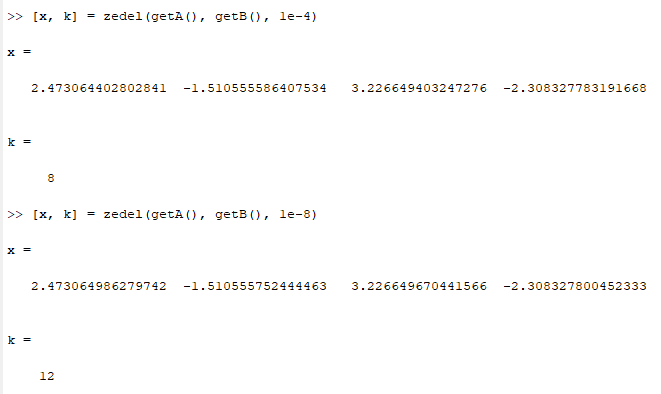 >> [x, k] = zedel(getA(), getB(), 1e-4)
x =
2.473064402802841 -1.510555586407534 3.226649403247276 -2.308327783191668
k =
8
>> [x, k] = zedel(getA(), getB(), 1e-8)
x =
2.473064986279742 -1.510555752444463 3.226649670441566 -2.308327800452333
k =
12